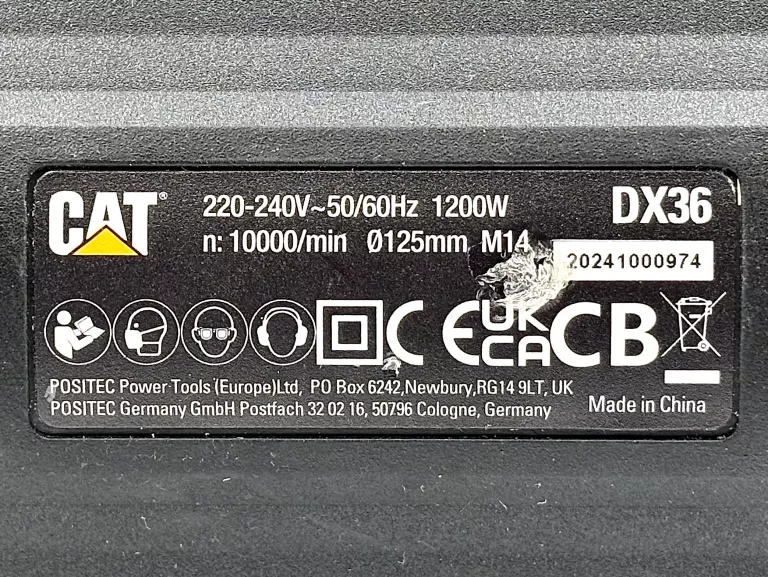 CAT®
220-240V~50/60Hz 1200W
DX36
n: 10000/min Ø125mm M14
20241000974
CE
UK
CA
CB
POSITEC Power Tools (Europe)Ltd, PO Box 6242,Newbury,RG14 9LT, UK
POSITEC Germany GmbH Postfach 32 02 16, 50796 Cologne, Germany
Made in China